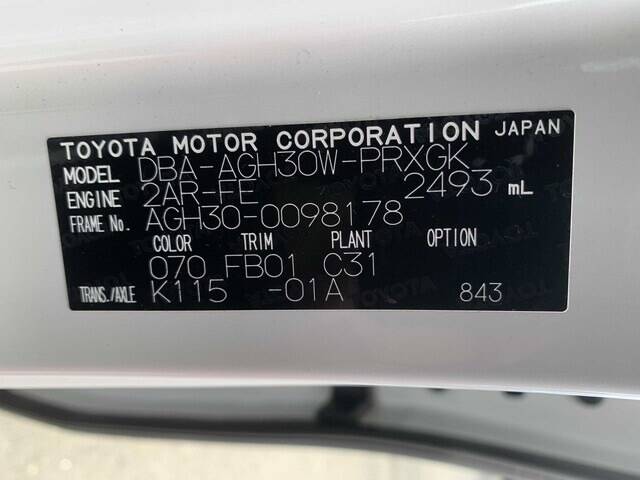 TOYOTA MOTOR CORPORATION JAPAN
MODEL DBA-AGH30W-PRXGK
ENGINE 2AR-FE 2493 mL
FRAME No. AGH30-0098178
COLOR TRIM PLANT OPTION
070 FB01 C31
TRANS./AXLE K115 -01A 843